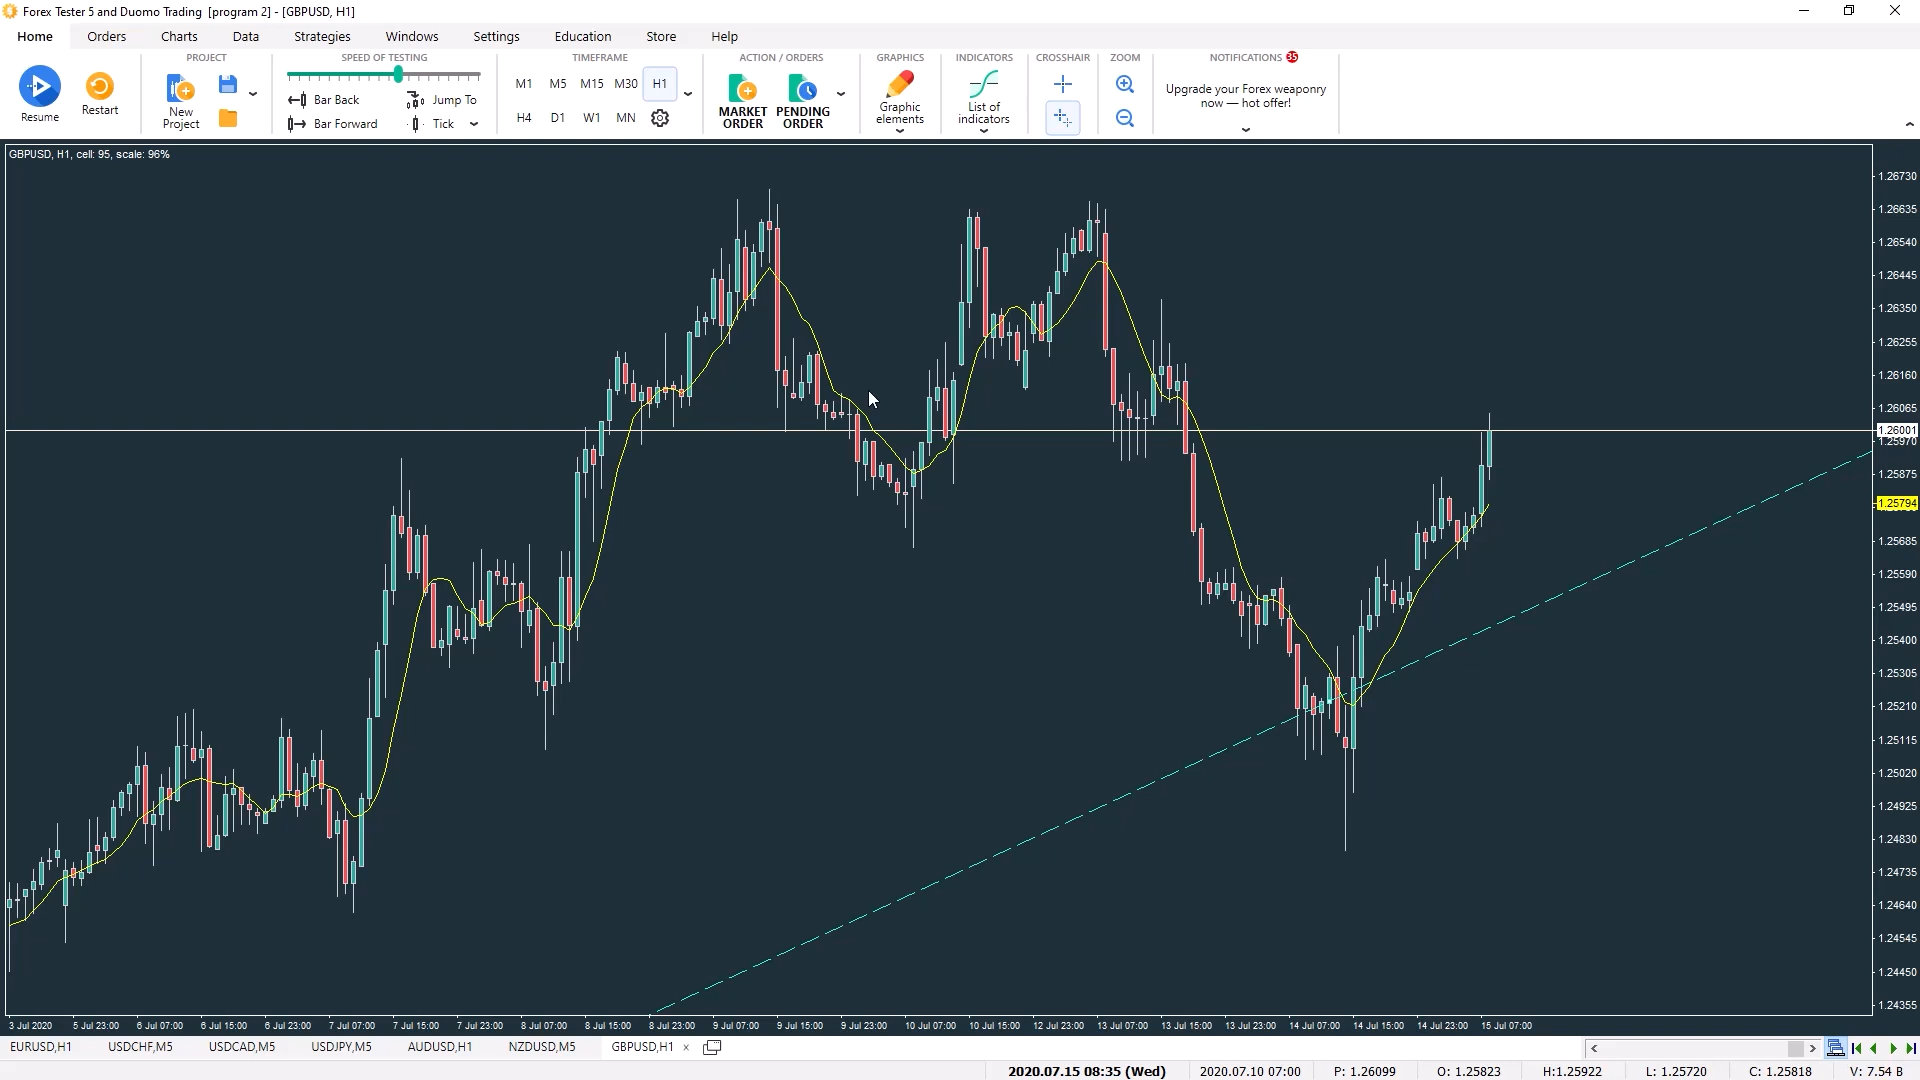 Forex Tester 5 and Duomo Trading [program 2] - [GBPUSD, H1]
Home Orders Charts Data Strategies Windows Settings Education Store Help
PROJECT SPEED OF TESTING TIMEFRAME ACTION / ORDERS GRAPHICS INDICATORS CROSSHAIR ZOOM NOTIFICATIONS 35
Resume
Restart
New
Project
Bar Back
Jump To
Bar Forward
Tick
M1 M5 M15 M30 H1
H4 D1 W1 MN
MARKET
ORDER
PENDING
ORDER
Graphic
elements
List of
indicators
Upgrade your Forex weaponry
now — hot offer!
GBPUSD, H1, cell: 95, scale: 96%
1.26730
1.26635
1.26540
1.26445
1.26350
1.26255
1.26160
1.26065
1.26001
1.25970
1.25875
1.25794
1.25685
1.25590
1.25495
1.25400
1.25305
1.25210
1.25115
1.25020
1.24925
1.24830
1.24735
1.24640
1.24545
1.24450
1.24355
3 Jul 2020 5 Jul 23:00 6 Jul 07:00 6 Jul 15:00 6 Jul 23:00 7 Jul 07:00 7 Jul 15:00 7 Jul 23:00 8 Jul 07:00 8 Jul 15:00 8 Jul 23:00 9 Jul 07:00 9 Jul 15:00 9 Jul 23:00 10 Jul 07:00 10 Jul 15:00 12 Jul 23:00 13 Jul 07:00 13 Jul 15:00 13 Jul 23:00 14 Jul 07:00 14 Jul 15:00 14 Jul 23:00 15 Jul 07:00
EURUSD,H1 USDCHF,M5 USDCAD,M5 USDJPY,M5 AUDUSD,H1 NZDUSD,M5 GBPUSD,H1
2020.07.15 08:35 (Wed) 2020.07.10 07:00 P: 1.26099 O: 1.25823 H:1.25922 L: 1.25720 C: 1.25818 V: 7.54 B